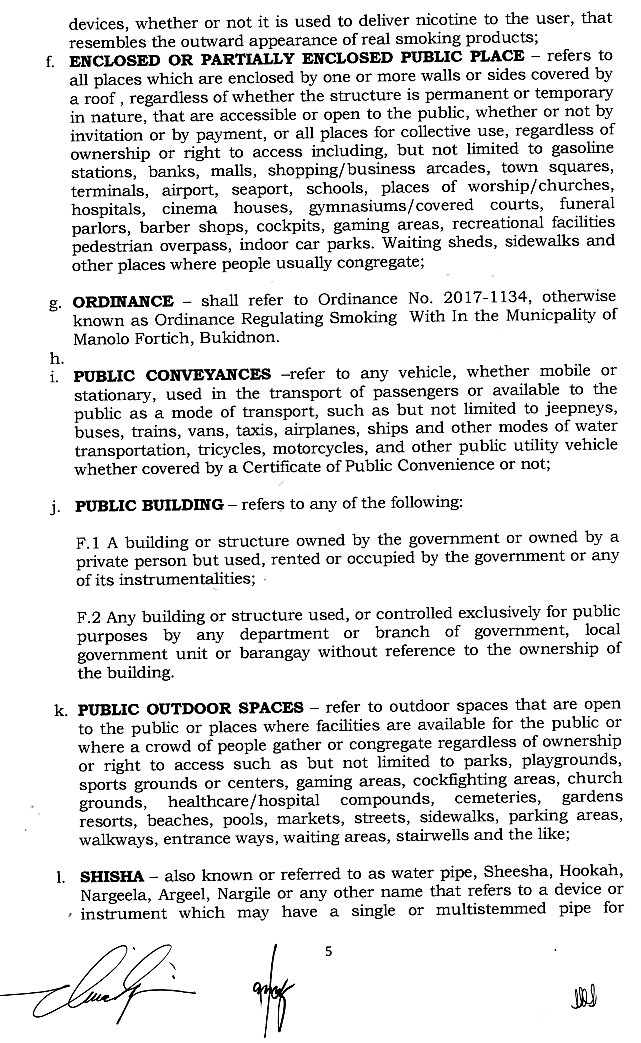 devices, whether or not it is used to deliver nicotine to the user, that
resembles the outward appearance of real smoking products;
f. ENCLOSED OR PARTIALLY ENCLOSED PUBLIC PLACE – refers to
all places which are enclosed by one or more walls or sides covered by
a roof , regardless of whether the structure is permanent or temporary
in nature, that are accessible or open to the public, whether or not by
invitation or by payment, or all places for collective use, regardless of
ownership or right to access including, but not limited to gasoline
stations, banks, malls, shopping/business arcades, town squares,
terminals, airport, seaport, schools, places of worship/churches,
hospitals, cinema houses, gymnasiums/covered courts, funeral
parlors, barber shops, cockpits, gaming areas, recreational facilities
pedestrian overpass, indoor car parks. Waiting sheds, sidewalks and
other places where people usually congregate;
g. ORDINANCE – shall refer to Ordinance No. 2017-1134, otherwise
known as Ordinance Regulating Smoking With In the Municpality of
Manolo Fortich, Bukidnon.
h.
i. PUBLIC CONVEYANCES –refer to any vehicle, whether mobile or
stationary, used in the transport of passengers or available to the
public as a mode of transport, such as but not limited to jeepneys,
buses, trains, vans, taxis, airplanes, ships and other modes of water
transportation, tricycles, motorcycles, and other public utility vehicle
whether covered by a Certificate of Public Convenience or not;
j. PUBLIC BUILDING – refers to any of the following:
F.1 A building or structure owned by the government or owned by a
private person but used, rented or occupied by the government or any
of its instrumentalities;
F.2 Any building or structure used, or controlled exclusively for public
purposes by any department or branch of government, local
government unit or barangay without reference to the ownership of
the building.
k. PUBLIC OUTDOOR SPACES – refer to outdoor spaces that are open
to the public or places where facilities are available for the public or
where a crowd of people gather or congregate regardless of ownership
or right to access such as but not limited to parks, playgrounds,
sports grounds or centers, gaming areas, cockfighting areas, church
grounds, healthcare/hospital compounds, cemeteries, gardens
resorts, beaches, pools, markets, streets, sidewalks, parking areas,
walkways, entrance ways, waiting areas, stairwells and the like;
l. SHISHA – also known or referred to as water pipe, Sheesha, Hookah,
Nargeela, Argeel, Nargile or any other name that refers to a device or
instrument which may have a single or multistemmed pipe for
5